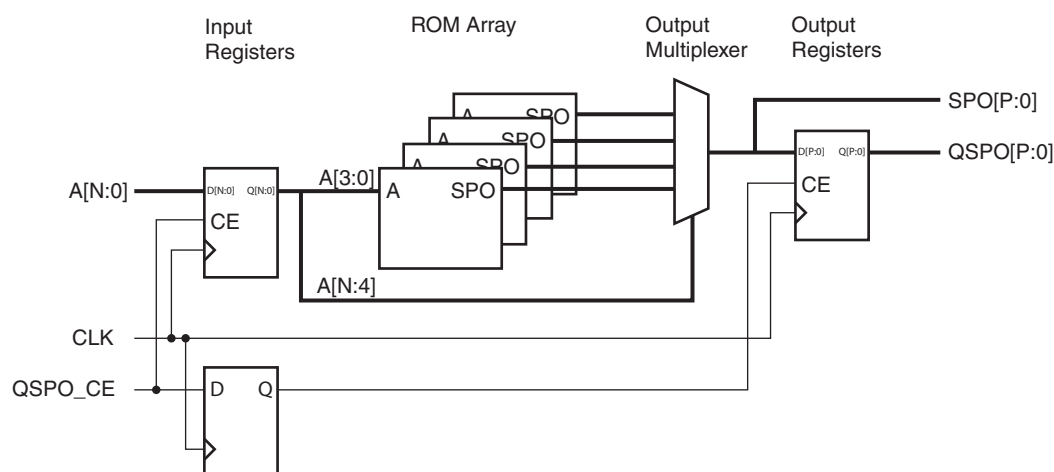 Input
Registers
ROM Array
Output
Multiplexer
Output
Registers
A SPO
A SPO
A SPO
A SPO
SPO[P:0]
D[P:0] Q[P:0]
QSPO[P:0]
CE
A[N:0]
D[N:0] Q[N:0]
A[3:0]
CE
A[N:4]
CLK
QSPO_CE
D Q